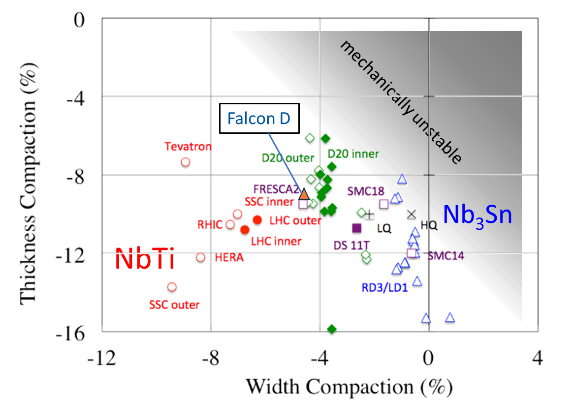 0
-4
-8
-12
-16
-12
-8
-4
0
4
Thickness Compaction (%)
Width Compaction (%)
mechanically unstable
Falcon D
Tevatron
D20 outer
D20 inner
FRESCA2
SMC18
SSC inner
LHC outer
RHIC
LHC inner
LQ
HQ
Nb3Sn
DS 11T
NbTi
HERA
SMC14
RD3/LD1
SSC outer